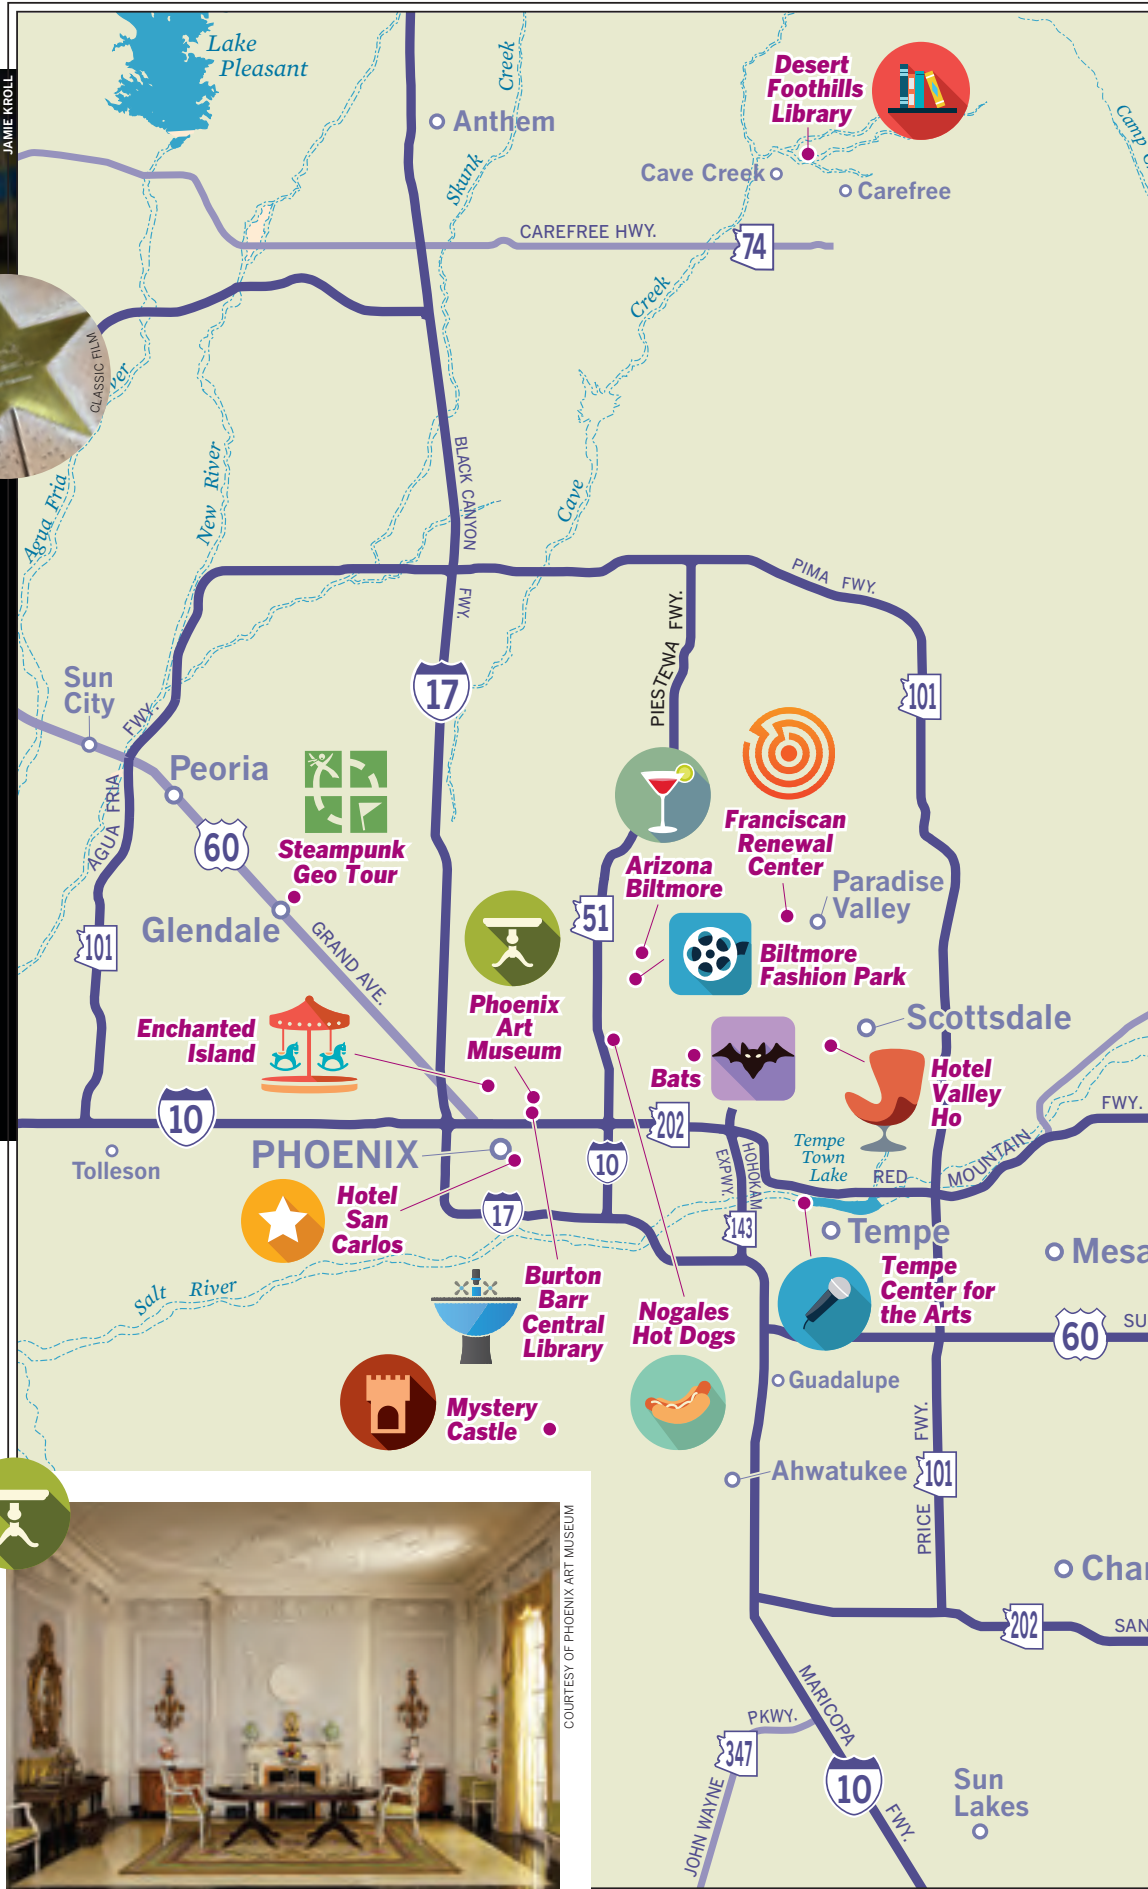 JAMIE KROLL
Lake
Pleasant
Creek
Skunk
Anthem
Desert
Foothills
Library
Camp
Cave Creek
Carefree
CAREFREE HWY.
74
Creek
Cave
CLASSIC FILM
Agua Fria
New River
BLACK CANYON
FWY.
PIMA FWY.
PIESTEWA FWY.
17
101
Sun
City
FWY.
AGUA FRIA
Peoria
60
Steampunk
Geo Tour
Glendale
GRAND AVE.
101
Franciscan
Renewal
Center
Arizona
Biltmore
Paradise
Valley
51
Biltmore
Fashion Park
Phoenix
Art
Museum
Enchanted
Island
Scottsdale
Bats
Hotel
Valley
Ho
10
Tolleson
PHOENIX
202
10
HOHOKAM
EXPWY.
Tempe
Town
Lake
RED
MOUNTAIN
FWY.
Hotel
San
Carlos
17
143
Tempe
Mesa
Salt River
Burton
Barr
Central
Library
Nogales
Hot Dogs
Tempe
Center for
the Arts
60
SU
Guadalupe
Mystery
Castle
Ahwatukee
PRICE FWY.
101
Chan
202
SAN
MARICOPA
FWY.
PKWY.
JOHN WAYNE
347
10
Sun
Lakes
COURTESY OF PHOENIX ART MUSEUM